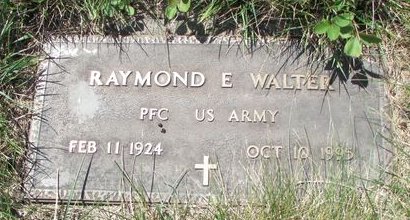 RAYMOND E WALTER
PFC US ARMY
FEB 11 1924 OCT 10